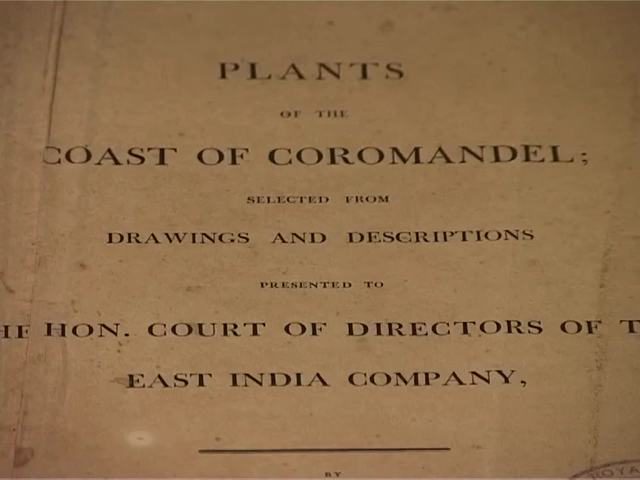 PLANTS
OF THE
COAST OF COROMANDEL;
SELECTED FROM
DRAWINGS AND DESCRIPTIONS
PRESENTED TO
HON. COURT OF DIRECTORS OF T
EAST INDIA COMPANY,
BY
ROYA